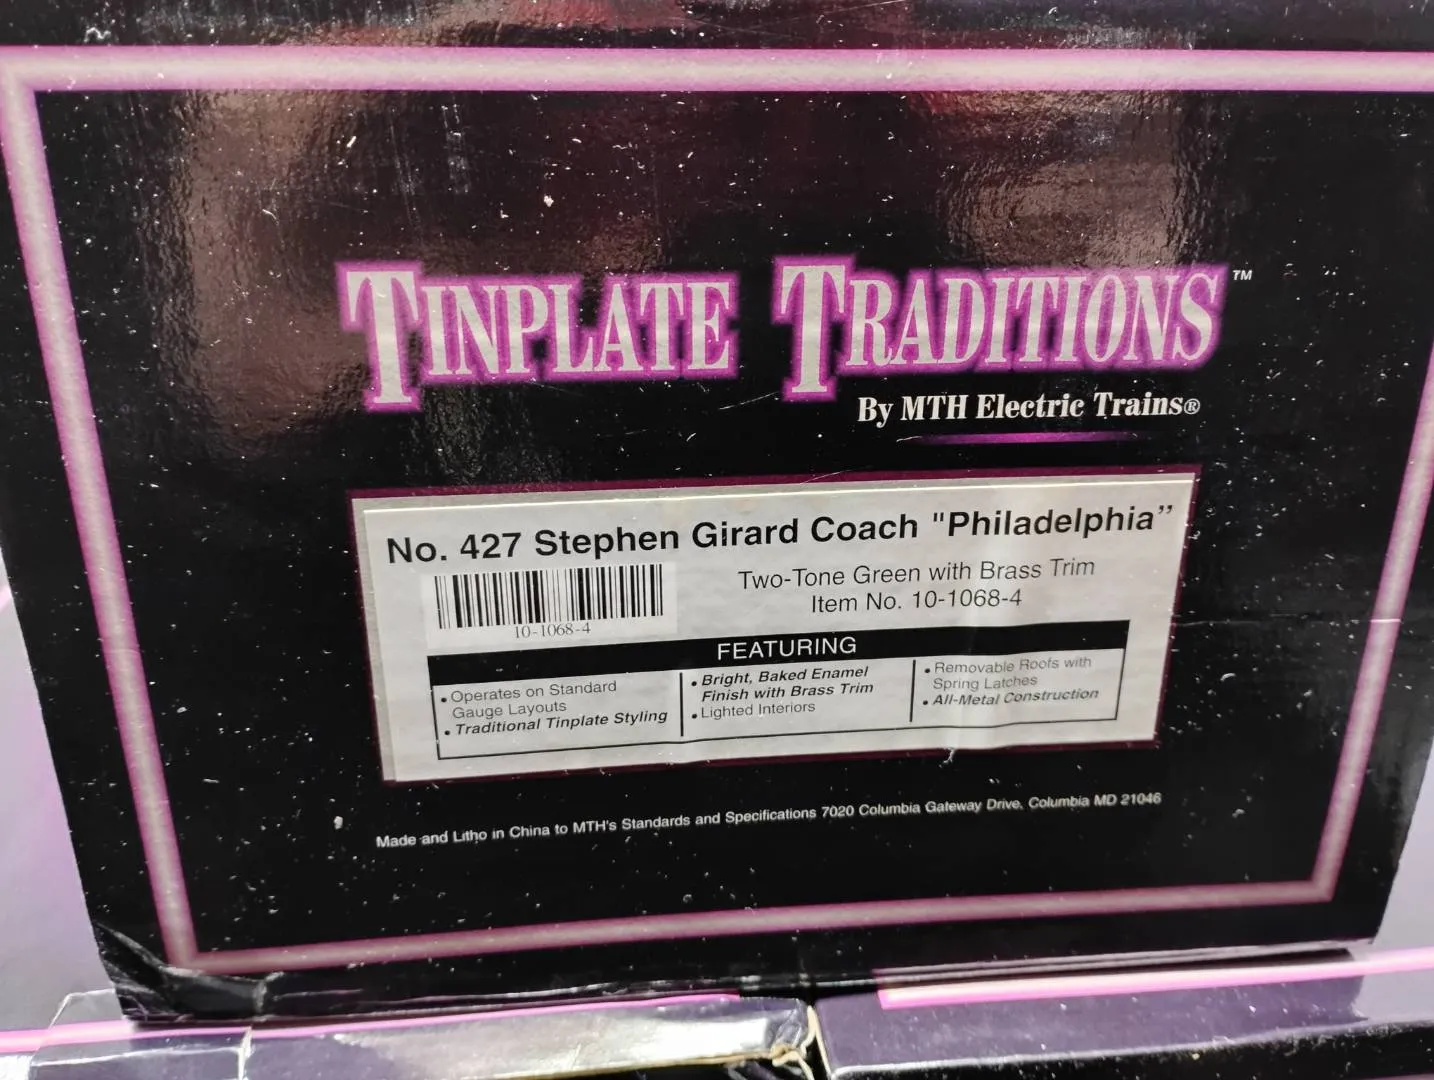 TINPLATE TRADITIONS™
By MTH Electric Trains®
No. 427 Stephen Girard Coach "Philadelphia”
Two-Tone Green with Brass Trim
Item No. 10-1068-4
10-1068-4
FEATURING
• Operates on Standard
Gauge Layouts
• Traditional Tinplate Styling
• Bright, Baked Enamel
Finish with Brass Trim
• Lighted Interiors
• Removable Roofs with
Spring Latches
• All-Metal Construction
Made and Litho in China to MTH's Standards and Specifications 7020 Columbia Gateway Drive, Columbia MD 21046